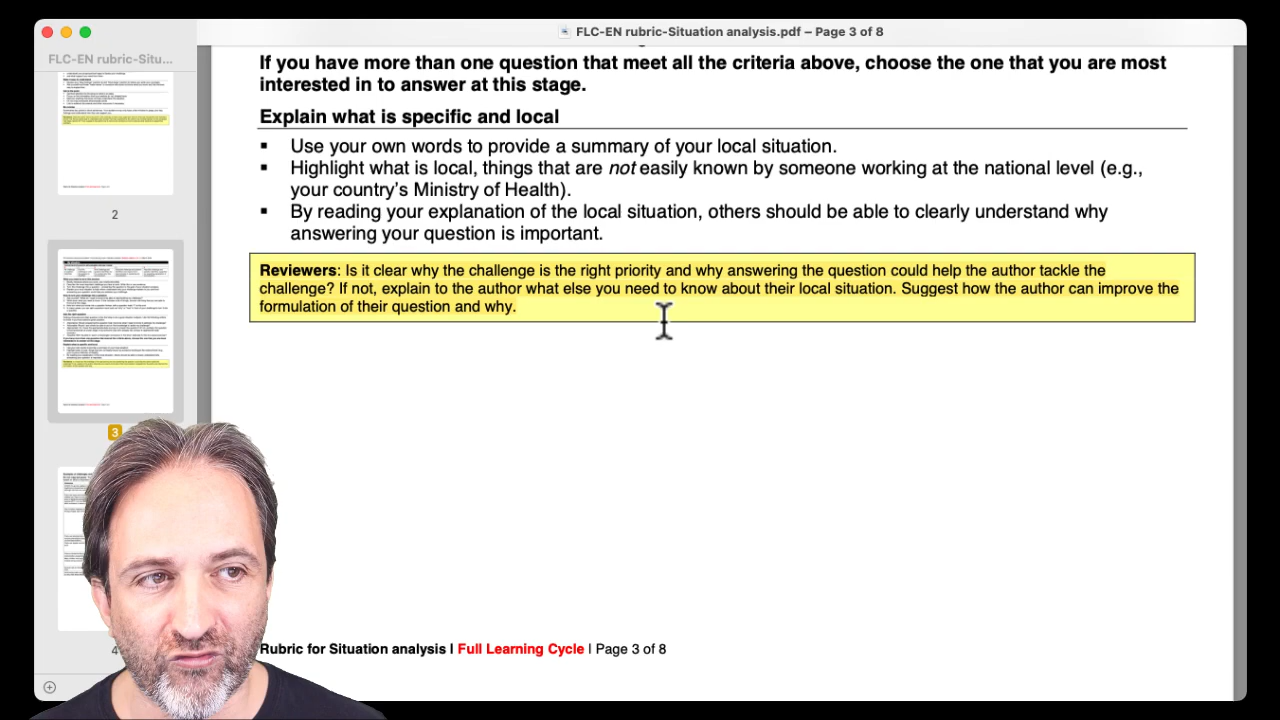 FLC-EN rubric-Situation analysis.pdf – Page 3 of 8
FLC-EN rubric-Situ...
2
3
4
If you have more than one question that meet all the criteria above, choose the one that you are most
interested in to answer at this stage.
Explain what is specific and local
▪ Use your own words to provide a summary of your local situation.
▪ Highlight what is local, things that are not easily known by someone working at the national level (e.g.,
your country's Ministry of Health).
▪ By reading your explanation of the local situation, others should be able to clearly understand why
answering your question is important.
Reviewers: Is it clear why the challenge is the right priority and why answering the question could help the author tackle the
challenge? If not, explain to the author what else you need to know about their local situation. Suggest how the author can improve the
formulation of their question and why.
Rubric for Situation analysis | Full Learning Cycle | Page 3 of 8